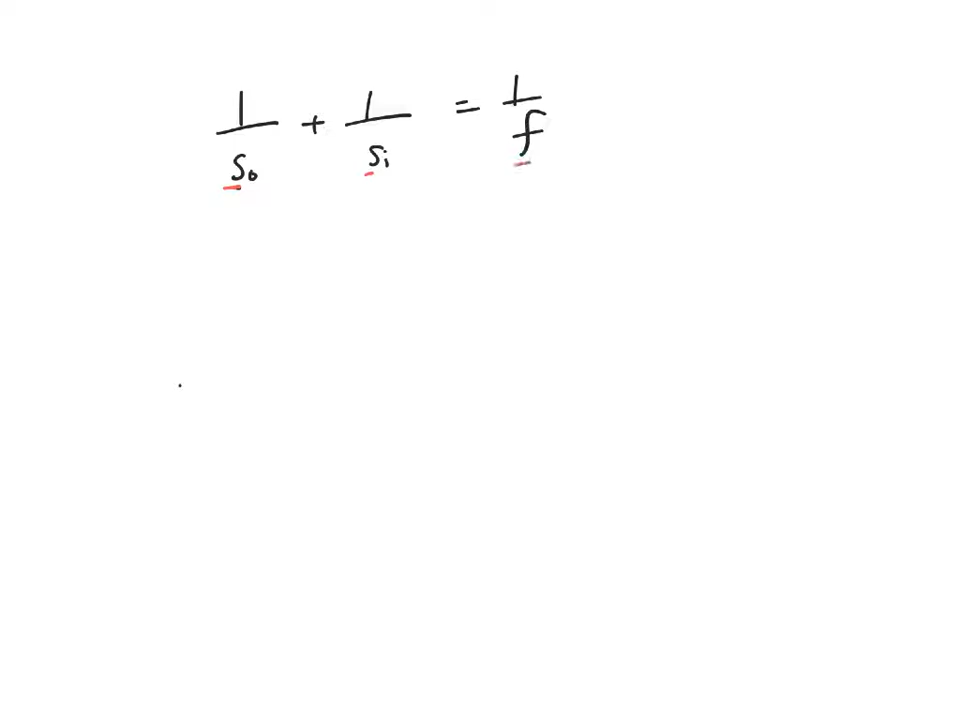 1/s₀ + 1/sᵢ = 1/f